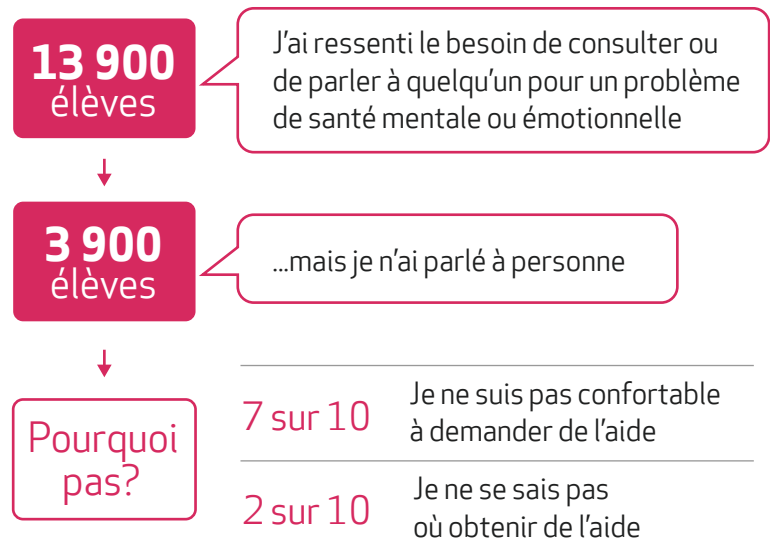 13 900
élèves
J'ai ressenti le besoin de consulter ou
de parler à quelqu'un pour un problème
de santé mentale ou émotionnelle
3 900
élèves
...mais je n'ai parlé à personne
Pourquoi
pas?
7 sur 10
Je ne suis pas confortable
à demander de l'aide
2 sur 10
Je ne se sais pas
où obtenir de l'aide